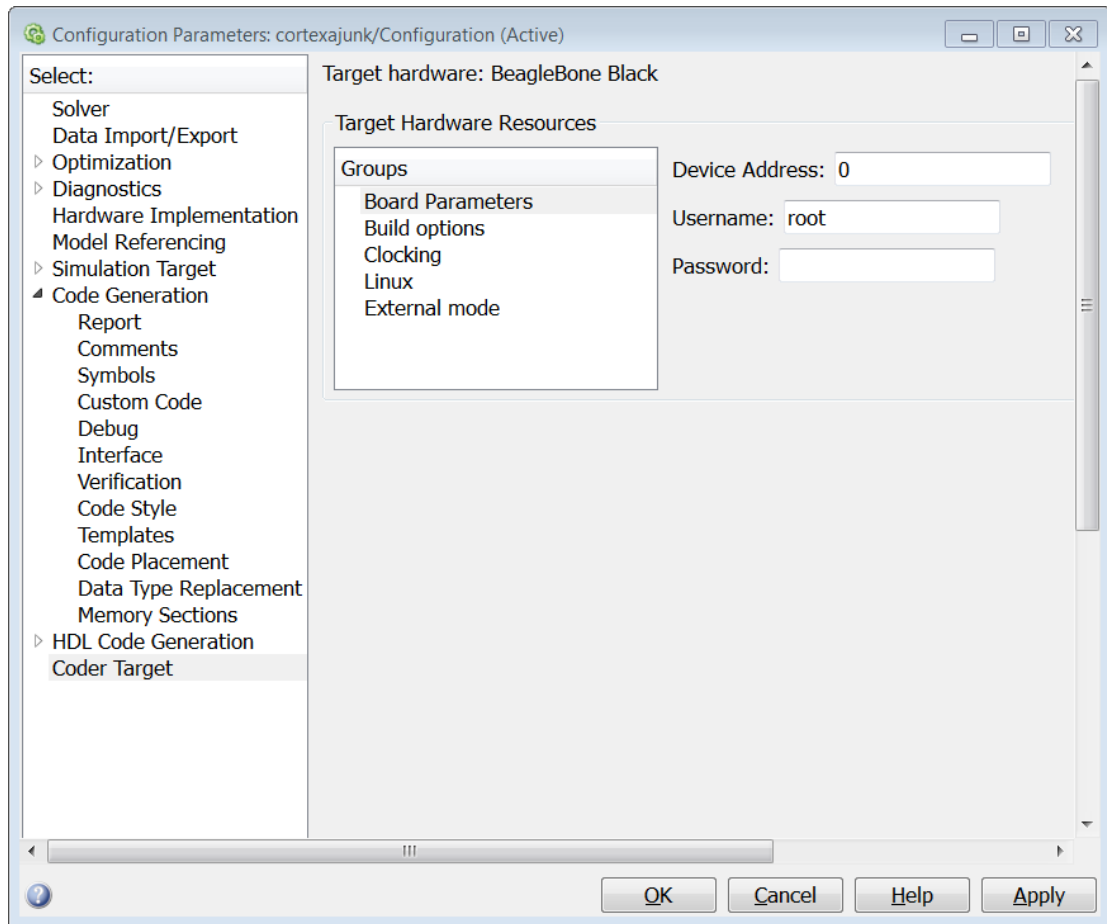 Configuration Parameters: cortexajunk/Configuration (Active)
Select:
Solver
Data Import/Export
Optimization
Diagnostics
Hardware Implementation
Model Referencing
Simulation Target
Code Generation
Report
Comments
Symbols
Custom Code
Debug
Interface
Verification
Code Style
Templates
Code Placement
Data Type Replacement
Memory Sections
HDL Code Generation
Coder Target
Target hardware: BeagleBone Black
Target Hardware Resources
Groups
Board Parameters
Build options
Clocking
Linux
External mode
Device Address: 0
Username: root
Password:
OK
Cancel
Help
Apply